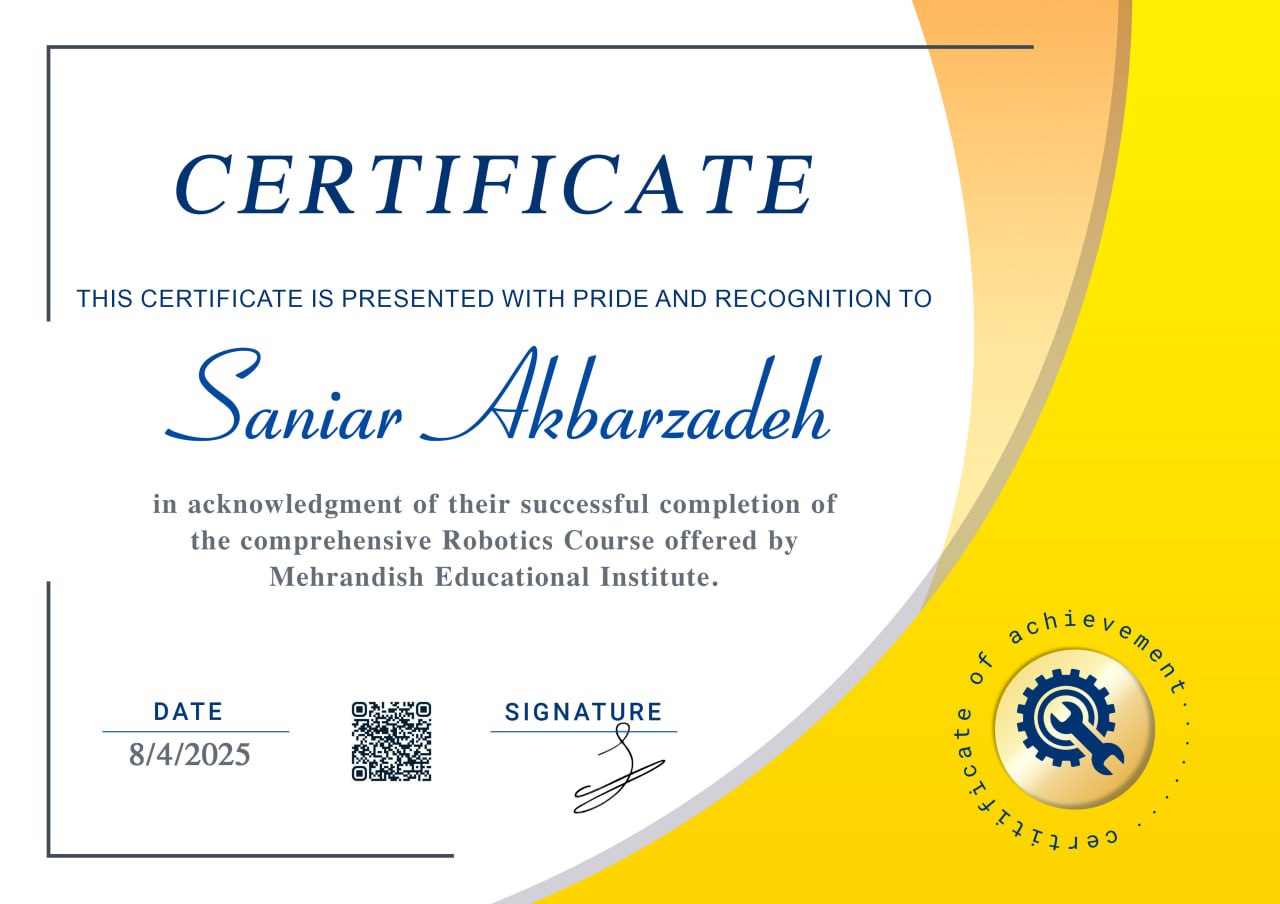 CERTIFICATE
THIS CERTIFICATE IS PRESENTED WITH PRIDE AND RECOGNITION TO
Saniar Akbarzadeh
in acknowledgment of their successful completion of
the comprehensive Robotics Course offered by
Mehrandish Educational Institute.
DATE
8/4/2025
SIGNATURE
certificate of achievement........